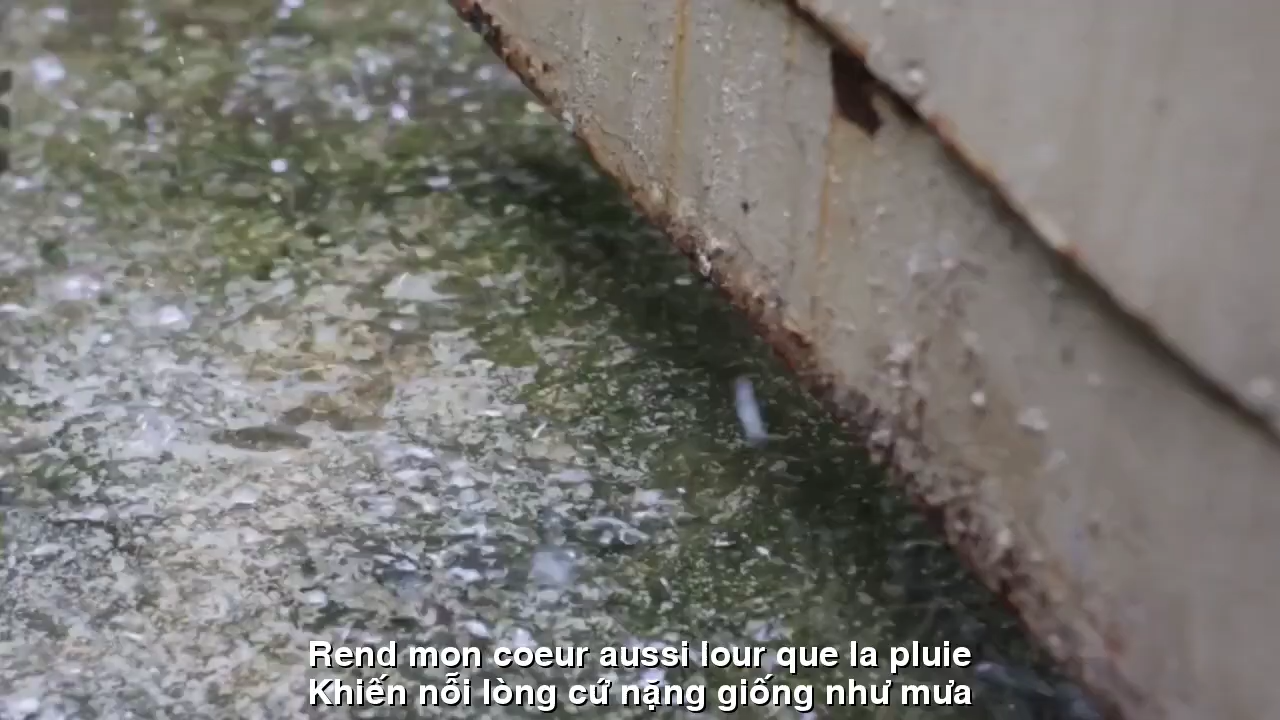 Rend mon coeur aussi lour que la pluie
Khiến nỗi lòng cứ nặng giống như mưa